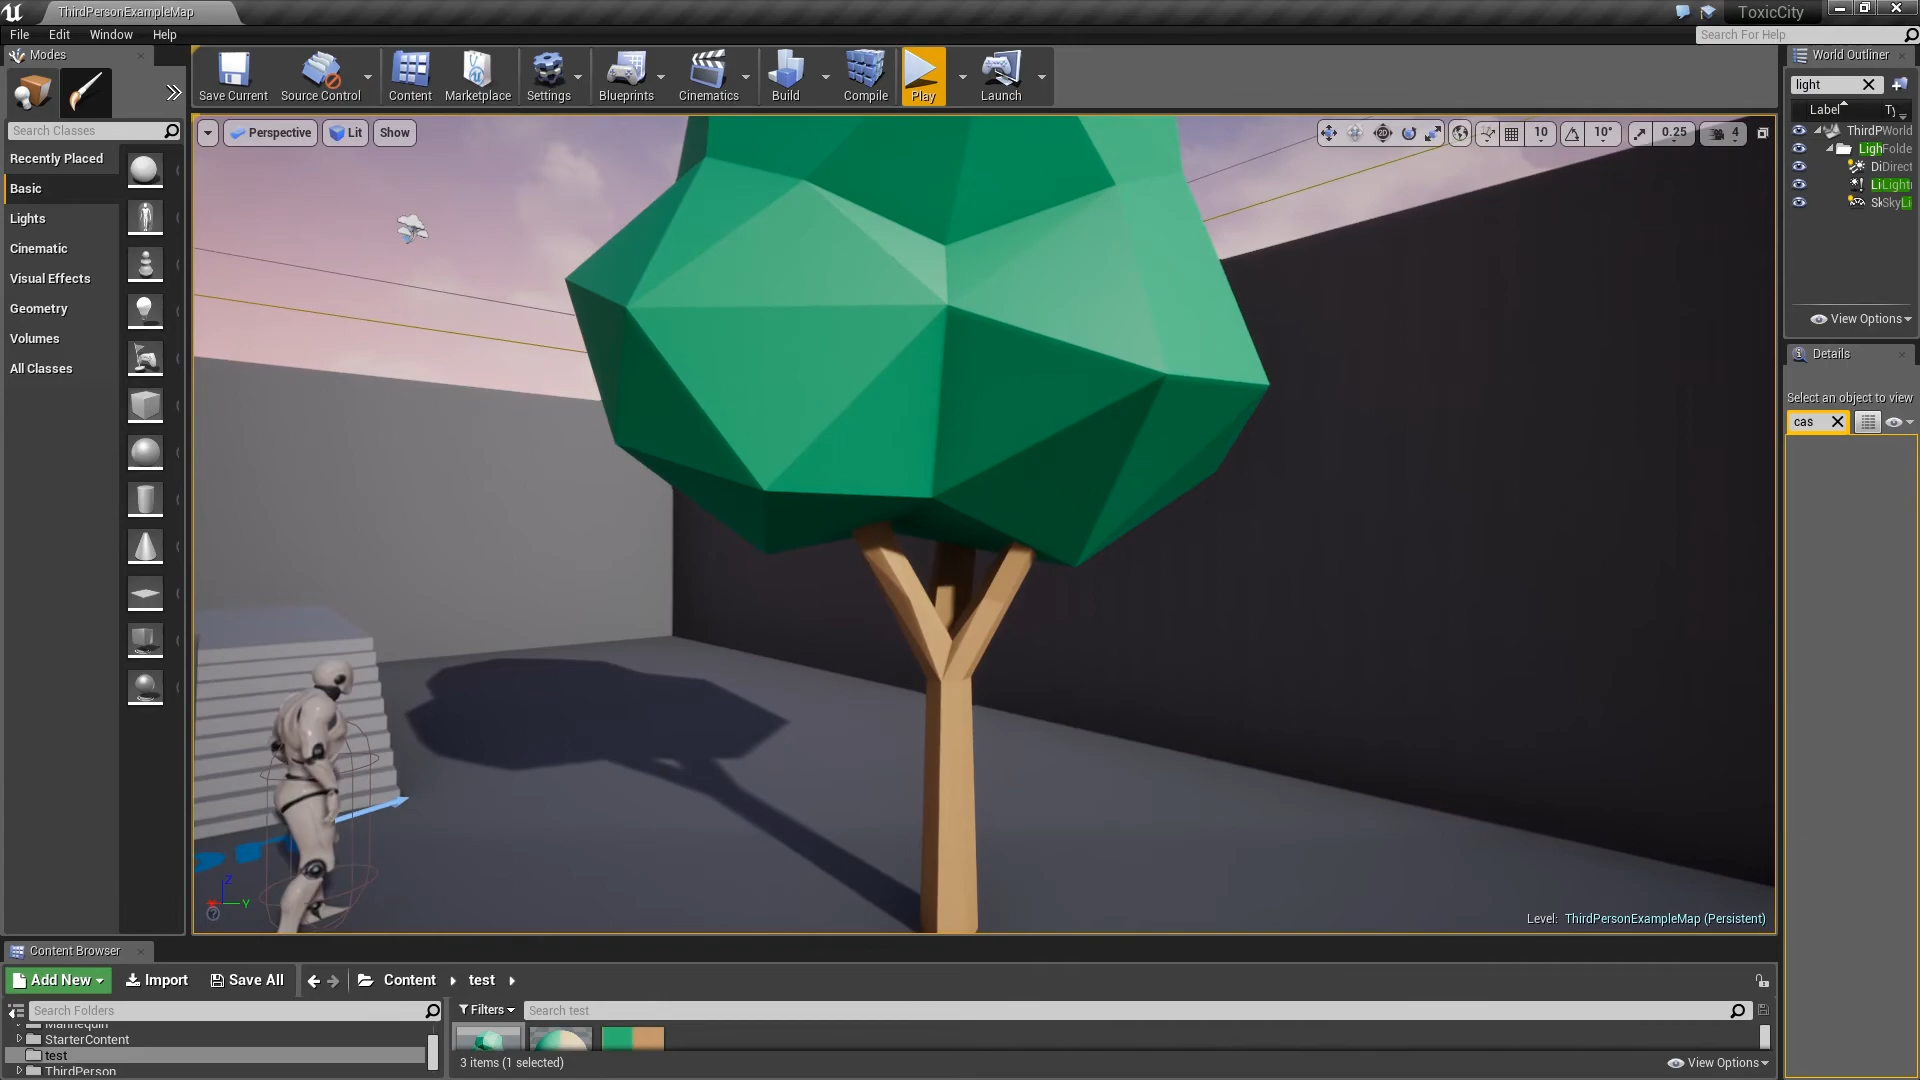 ThirdPersonExampleMap
ToxicCity
File Edit Window Help
Search For Help
Modes
World Outliner
Save Current
Source Control
Content
Marketplace
Settings
Blueprints
Cinematics
Build
Compile
Play
Launch
light
Label
Search Classes
Perspective
Lit
Show
10
10°
0.25
4
ThirdPWorld
LighFolde
DiDirect
LiLight
SkSkyLi
Recently Placed
Basic
Lights
Cinematic
Visual Effects
Geometry
Volumes
All Classes
View Options
Details
Select an object to view
cas
Z
Y
Level: ThirdPersonExampleMap (Persistent)
Content Browser
Add New
Import
Save All
Content
test
Search Folders
Filters
Search test
Mannequin
StarterContent
test
ThirdPerson
3 items (1 selected)
View Options